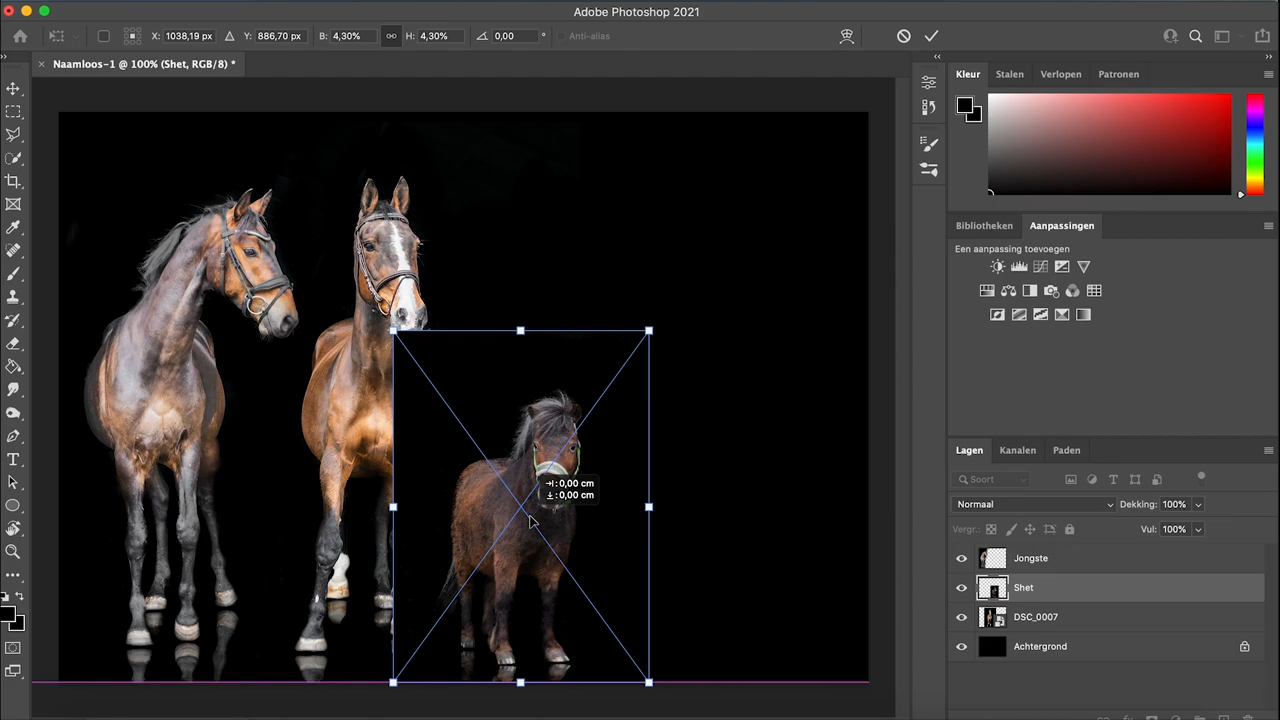 Adobe Photoshop 2021
X: 1038,19 px Y: 886,70 px B: 4,30% H: 4,30% 0,00 ° Anti-alias
Naamloos-1 @ 100% (Shet, RGB/8) *
Kleur Stalen Verlopen Patronen
Bibliotheken Aanpassingen
Een aanpassing toevoegen
Lagen Kanalen Paden
Soort
Normaal Dekking: 100%
Vergr.: Vul: 100%
Jongste
Shet
DSC_0007
Achtergrond
:0,00 cm
:0,00 cm